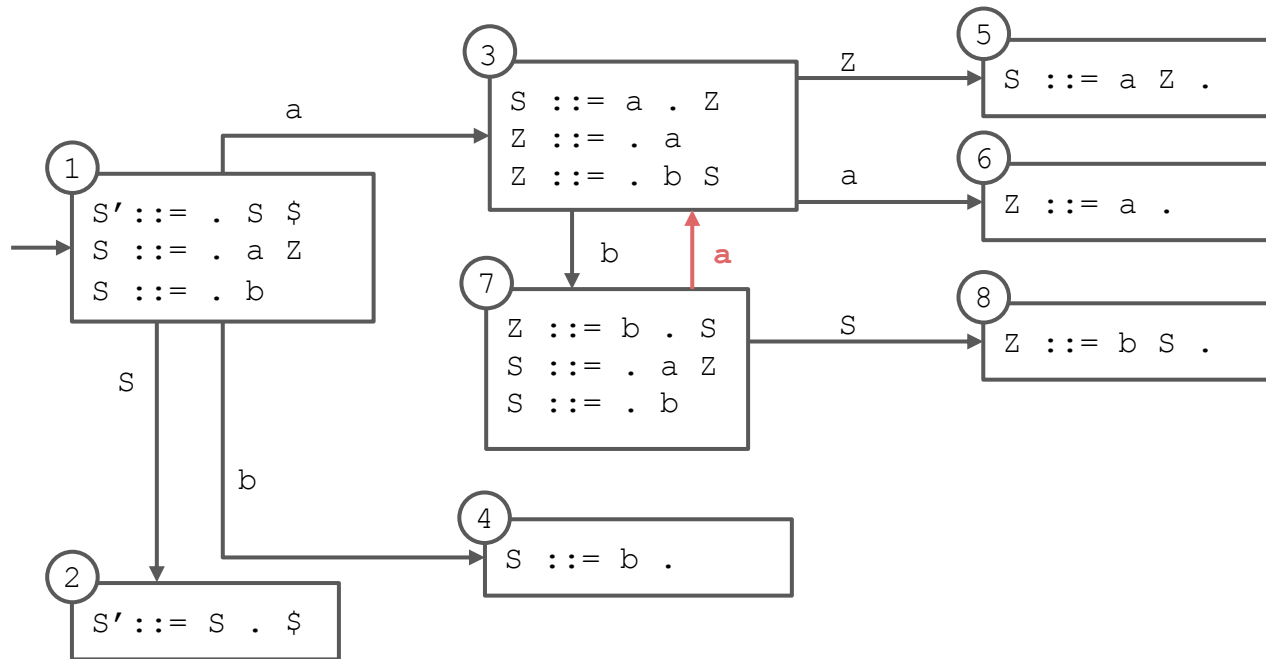 1
S′::= . S $
S ::= . a Z
S ::= . b
a
S
b
2
S′::= S . $
3
S ::= a . Z
Z ::= . a
Z ::= . b S
b
a
7
Z ::= b . S
S ::= . a Z
S ::= . b
4
S ::= b .
Z
5
S ::= a Z .
a
6
Z ::= a .
S
8
Z ::= b S .